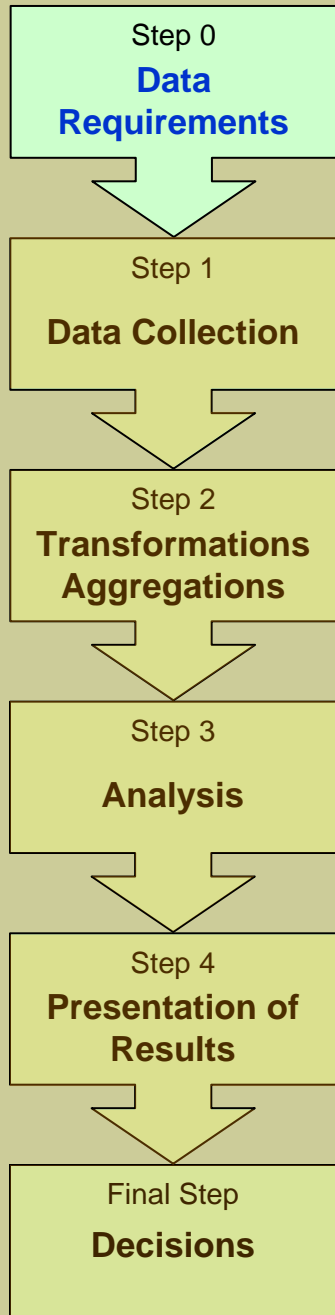 Step 0
Data
Requirements
Step 1
Data Collection
Step 2
Transformations
Aggregations
Step 3
Analysis
Step 4
Presentation of
Results
Final Step
Decisions